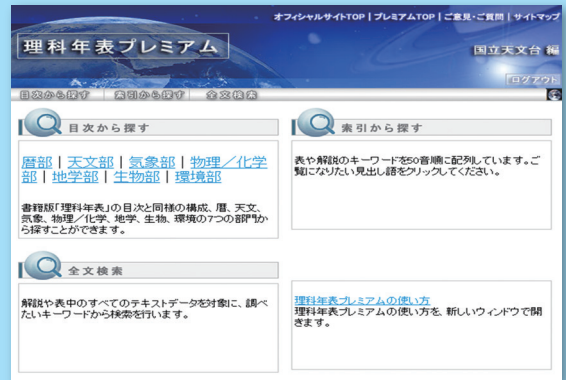 オフィシャルサイトTOP | プレミアムTOP | ご意見・ご質問 | サイトマップ
理科年表プレミアム
国立天文台 編
ログアウト
目次から探す | 索引から探す | 全文検索
目次から探す
暦部 | 天文部 | 気象部 | 物理／化学
部 | 地学部 | 生物部 | 環境部
書籍版「理科年表」の目次と同様の構成、暦、天文、
気象、物理／化学、地学、生物、環境の7つの部門か
ら探すことができます。
索引から探す
表や解説のキーワードを50音順に配列しています。ご
覧になりたい見出し語をクリックしてください。
全文検索
解説や表中のすべてのテキストデータを対象に、調べ
たいキーワードから検索を行います。
理科年表プレミアムの使い方
理科年表プレミアムの使い方を、新しいウィンドウで開
きます。